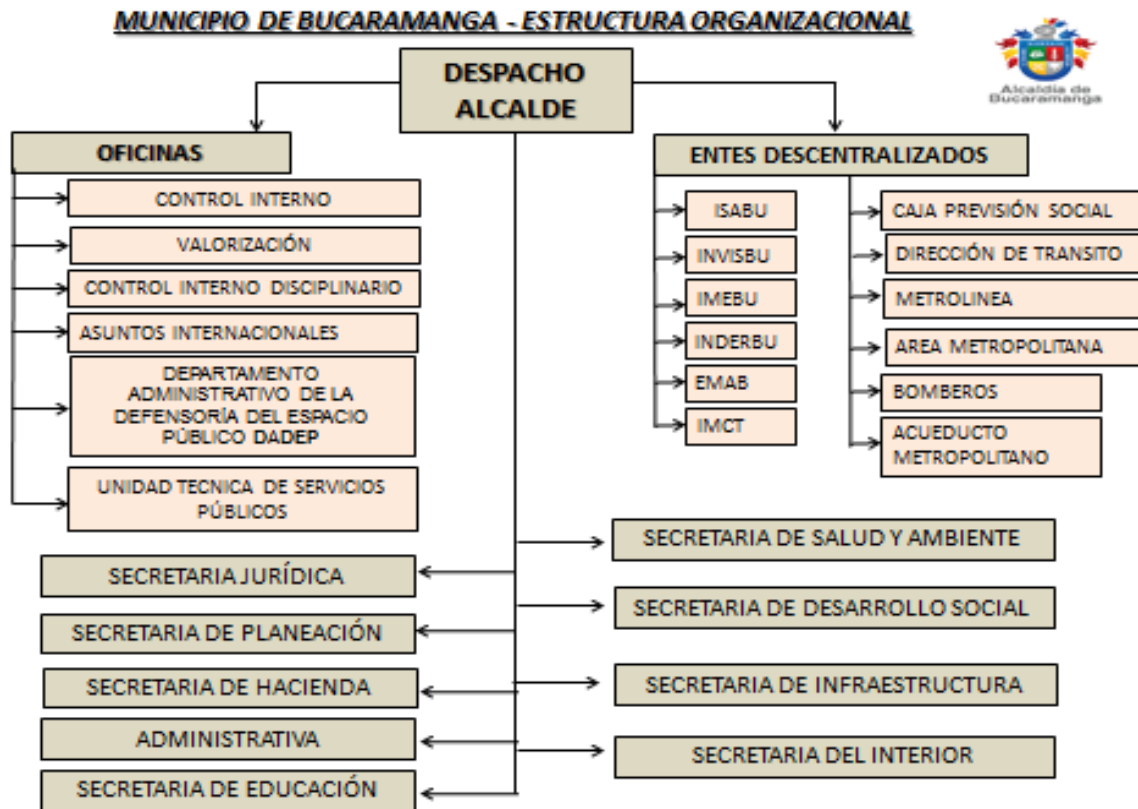 MUNICIPIO DE BUCARAMANGA - ESTRUCTURA ORGANIZACIONAL
Alcaldía de
Bucaramanga
DESPACHO
ALCALDE
OFICINAS
CONTROL INTERNO
VALORIZACIÓN
CONTROL INTERNO DISCIPLINARIO
ASUNTOS INTERNACIONALES
DEPARTAMENTO
ADMINISTRATIVO DE LA
DEFENSORÍA DEL ESPACIO
PÚBLICO DADEP
UNIDAD TECNICA DE SERVICIOS
PÚBLICOS
ENTES DESCENTRALIZADOS
ISABU
INVISBU
IMEBU
INDERBU
EMAB
IMCT
CAJA PREVISIÓN SOCIAL
DIRECCIÓN DE TRANSITO
METROLINEA
AREA METROPOLITANA
BOMBEROS
ACUEDUCTO
METROPOLITANO
SECRETARIA JURÍDICA
SECRETARIA DE PLANEACIÓN
SECRETARIA DE HACIENDA
ADMINISTRATIVA
SECRETARIA DE EDUCACIÓN
SECRETARIA DE SALUD Y AMBIENTE
SECRETARIA DE DESARROLLO SOCIAL
SECRETARIA DE INFRAESTRUCTURA
SECRETARIA DEL INTERIOR